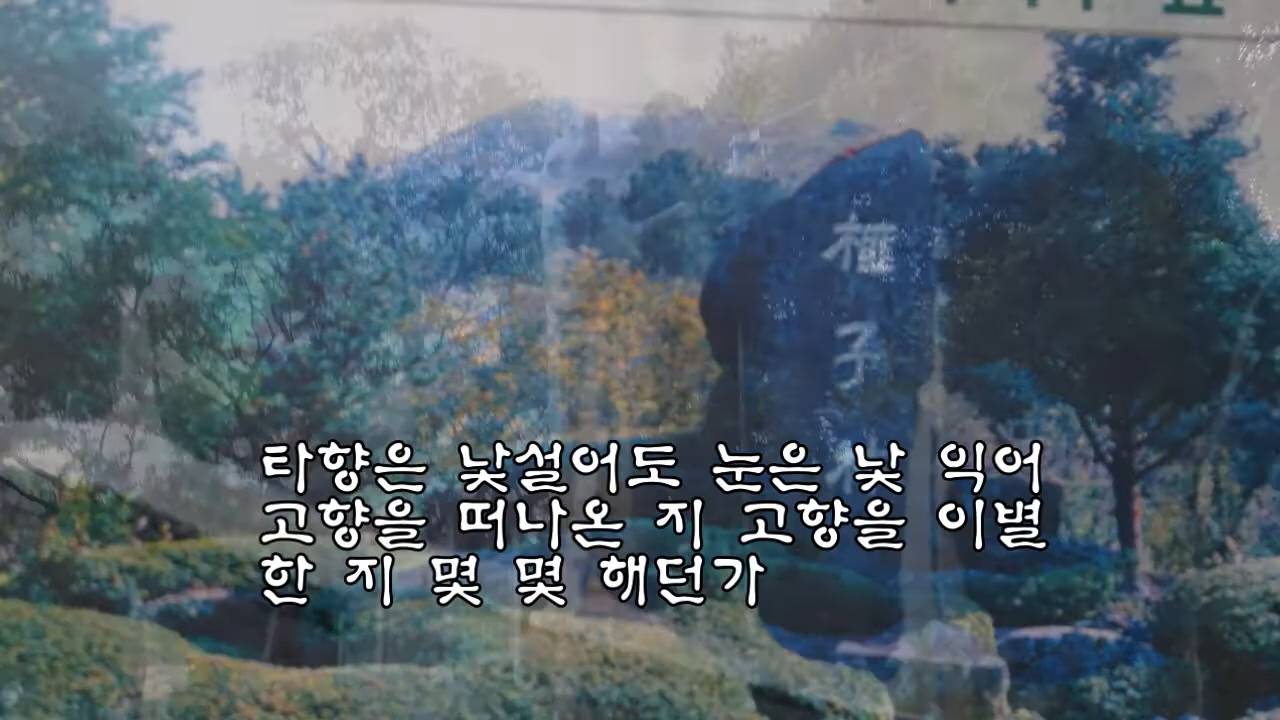 子
타향은 낯설어도 눈은 낯 익어
고향을 떠나온 지 고향을 이별
한 지 몇 몇 해던가